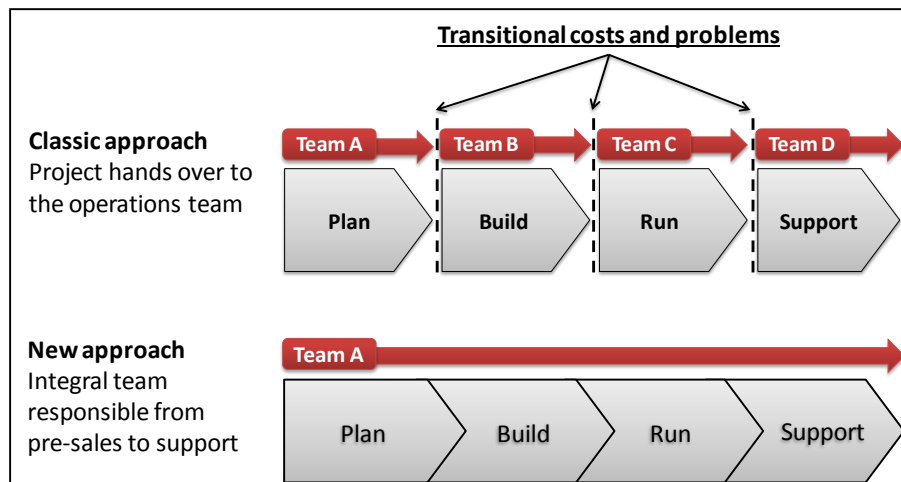 Transitional costs and problems
Classic approach
Project hands over to
the operations team
Team A
Team B
Team C
Team D
Plan
Build
Run
Support
New approach
Integral team
responsible from
pre-sales to support
Team A
Plan
Build
Run
Support